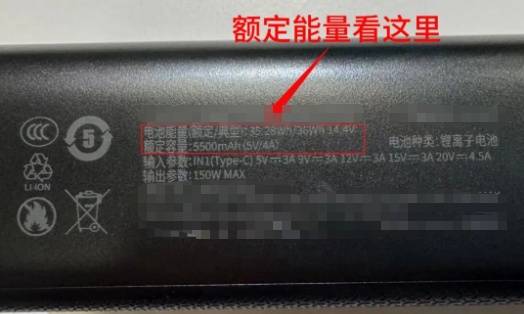 额定能量看这里
电池能量(额定/典型): 35.28Wh/36Wh 14.4V
额定容量:5500mAh(5V/4A)
电池种类:锂离子电池
输入参数:IN1(Type-C) 5V⎓3A 9V⎓3A 12V⎓3A 15V⎓3A 20V⎓4.5A
输出参数:150W MAX
CCC
5
LI-ION